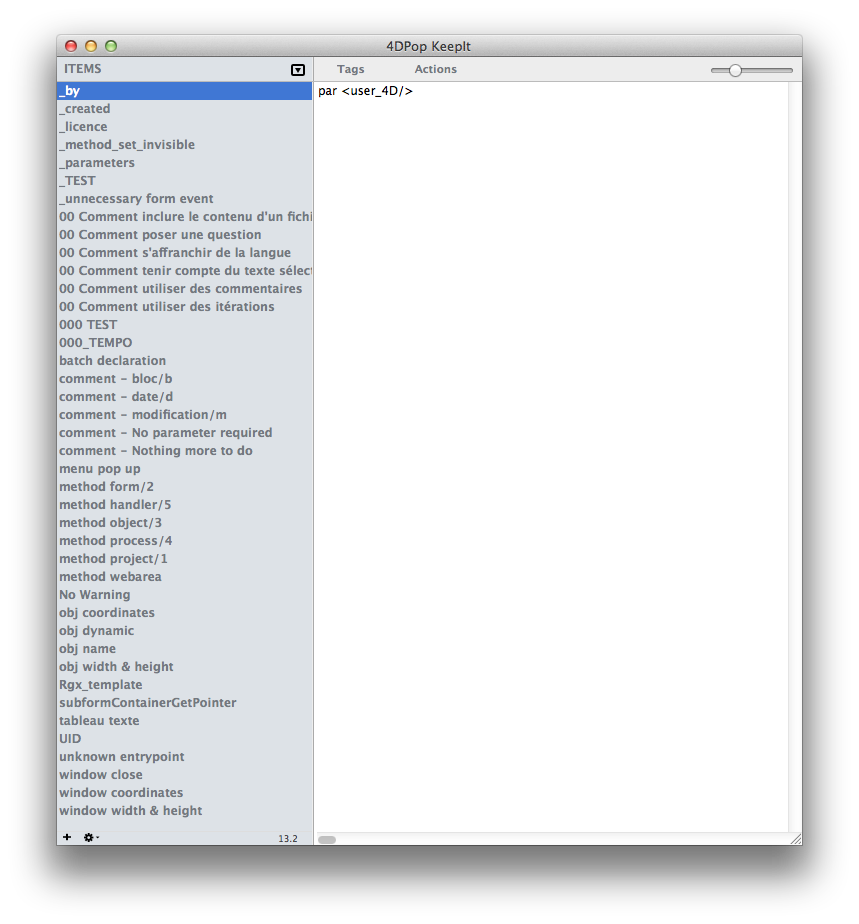 4DPop KeepIt
ITEMS
Tags Actions
_by
par <user_4D/>
_created
_licence
_method_set_invisible
_parameters
_TEST
_unnecessary form event
00 Comment inclure le contenu d'un fichi
00 Comment poser une question
00 Comment s'affranchir de la langue
00 Comment tenir compte du texte sélect
00 Comment utiliser des commentaires
00 Comment utiliser des itérations
000 TEST
000_TEMPO
batch declaration
comment - bloc/b
comment - date/d
comment - modification/m
comment - No parameter required
comment - Nothing more to do
menu pop up
method form/2
method handler/5
method object/3
method process/4
method project/1
method webarea
No Warning
obj coordinates
obj dynamic
obj name
obj width & height
Rgx_template
subformContainerGetPointer
tableau texte
UID
unknown entrypoint
window close
window coordinates
window width & height
13.2